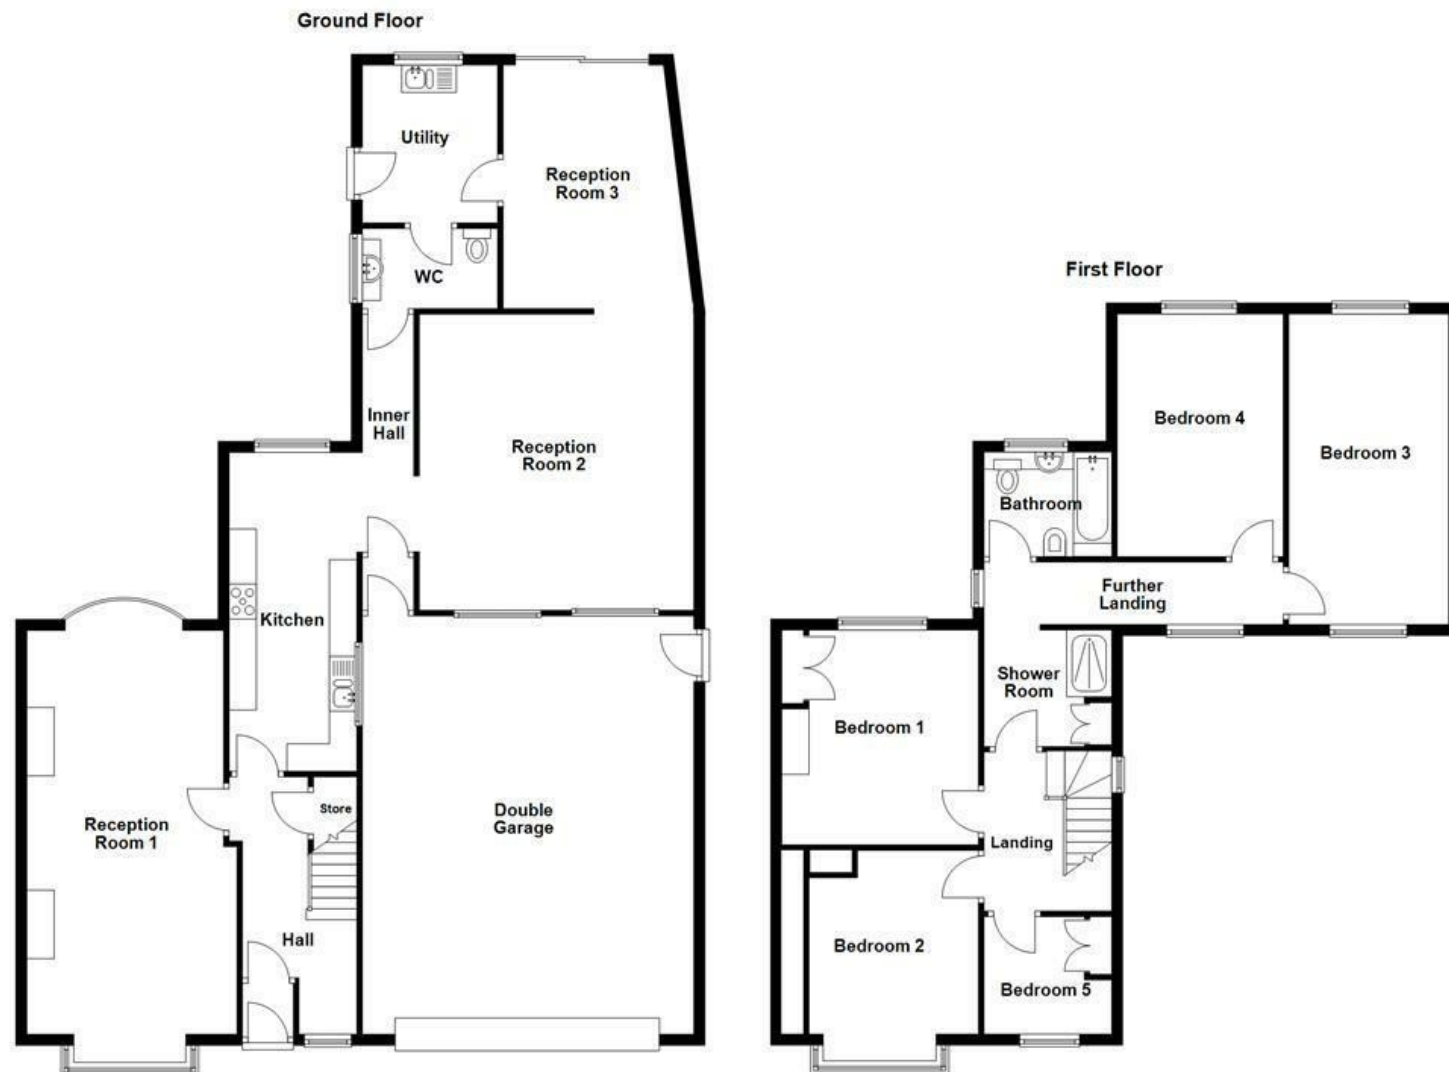 Ground Floor
Utility
Reception
Room 3
WC
Inner
Hall
Reception
Room 2
Kitchen
Reception
Room 1
Store
Double
Garage
Hall
First Floor
Bedroom 4
Bedroom 3
Bathroom
Further
Landing
Shower
Room
Bedroom 1
Landing
Bedroom 2
Bedroom 5